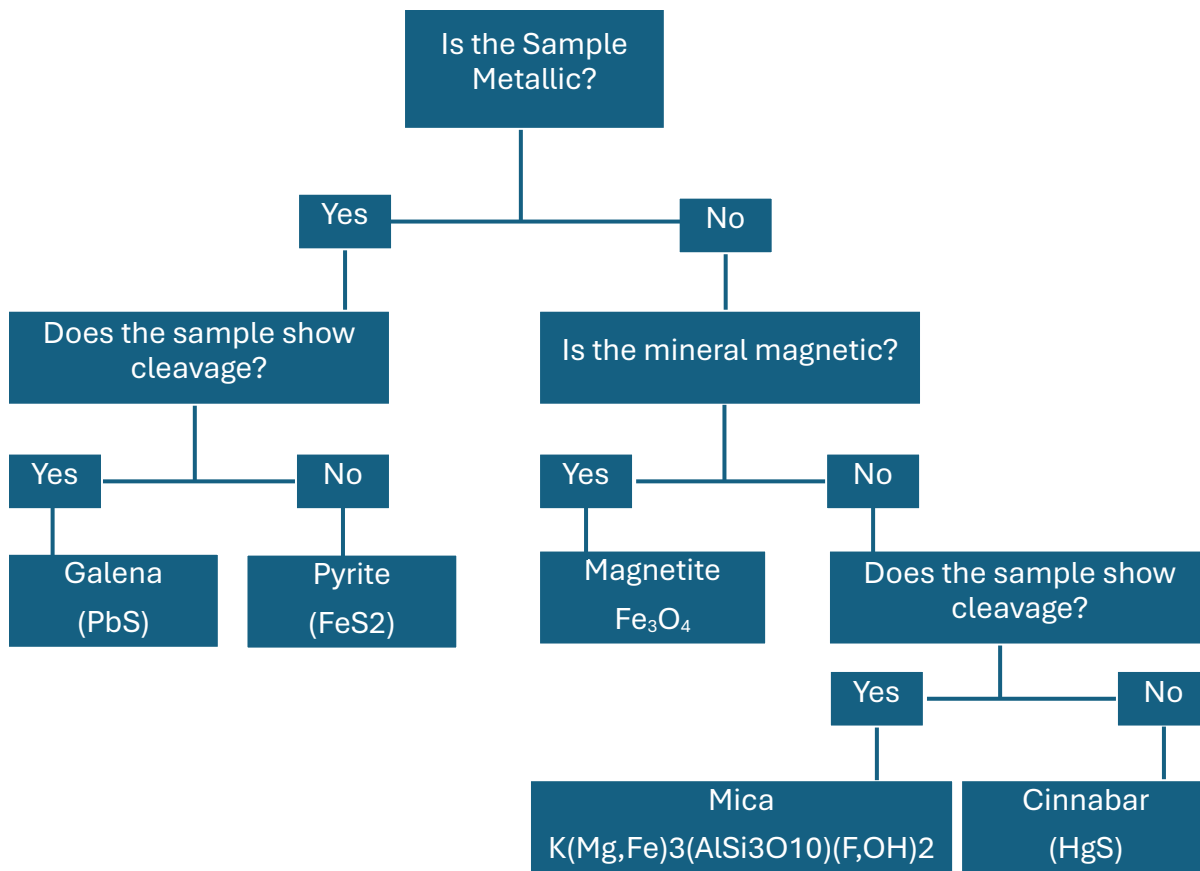 Is the Sample
Metallic?
Yes
No
Does the sample show
cleavage?
Is the mineral magnetic?
Yes
No
Yes
No
Galena
(PbS)
Pyrite
(FeS2)
Magnetite
Fe₃O₄
Does the sample show
cleavage?
Yes
No
Mica
K(Mg,Fe)3(AlSi3O10)(F,OH)2
Cinnabar
(HgS)